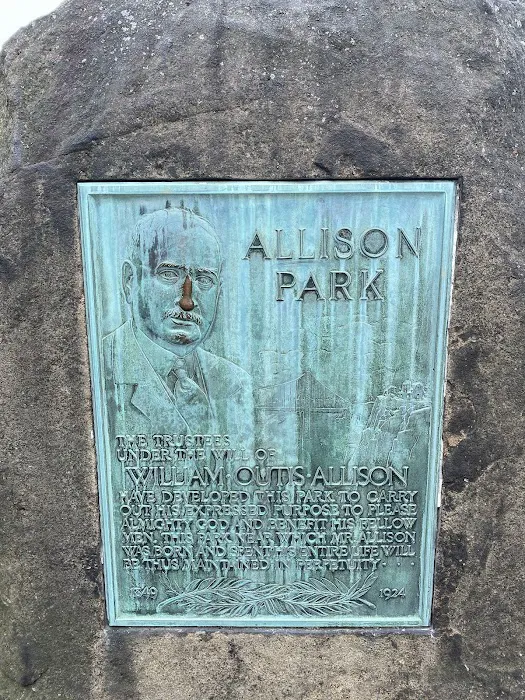 ALLISON
PARK
THE TRUSTEES
UNDER THE WILL OF
WILLIAM OUTIS ALLISON
HAVE DEVELOPED THIS PARK TO CARRY
OUT HIS EXPRESSED PURPOSE TO PLEASE
ALMIGHTY GOD AND BENEFIT HIS FELLOW
MEN. THIS PARK NEAR WHICH MR. ALLISON
WAS BORN AND SPENT HIS ENTIRE LIFE WILL
BE THUS MAINTAINED IN PERPETUITY · · ·
1849 1924